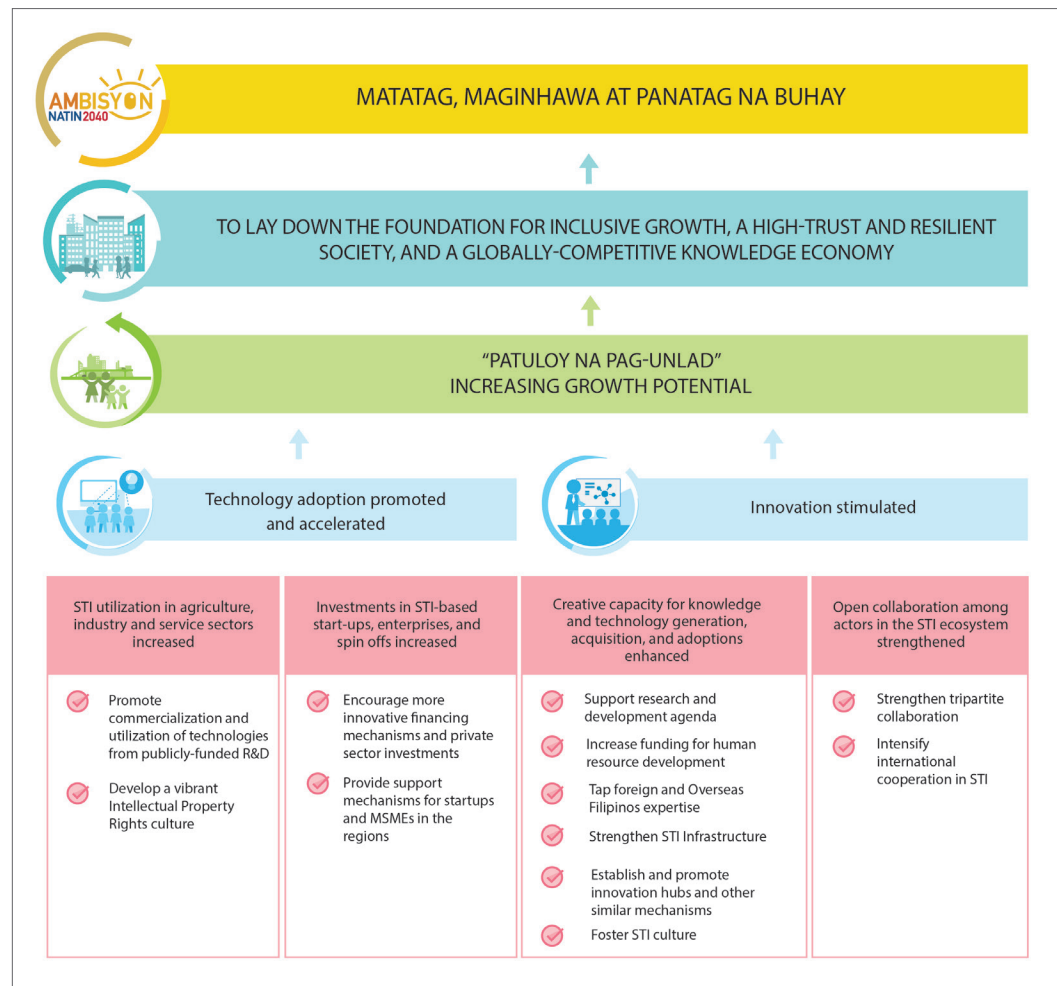 AMBISYON
NATIN2040
MATATAG, MAGINHAWA AT PANATAG NA BUHAY
TO LAY DOWN THE FOUNDATION FOR INCLUSIVE GROWTH, A HIGH-TRUST AND RESILIENT
SOCIETY, AND A GLOBALLY-COMPETITIVE KNOWLEDGE ECONOMY
“PATULOY NA PAG-UNLAD”
INCREASING GROWTH POTENTIAL
Technology adoption promoted
and accelerated
Innovation stimulated
STI utilization in agriculture,
industry and service sectors
increased
Promote
commercialization and
utilization of technologies
from publicly-funded R&D
Develop a vibrant
Intellectual Property
Rights culture
Investments in STI-based
start-ups, enterprises, and
spin offs increased
Encourage more
innovative financing
mechanisms and private
sector investments
Provide support
mechanisms for startups
and MSMEs in the
regions
Creative capacity for knowledge
and technology generation,
acquisition, and adoptions
enhanced
Support research and
development agenda
Increase funding for human
resource development
Tap foreign and Overseas
Filipinos expertise
Strengthen STI Infrastructure
Establish and promote
innovation hubs and other
similar mechanisms
Foster STI culture
Open collaboration among
actors in the STI ecosystem
strengthened
Strengthen tripartite
collaboration
Intensify
international
cooperation in STI